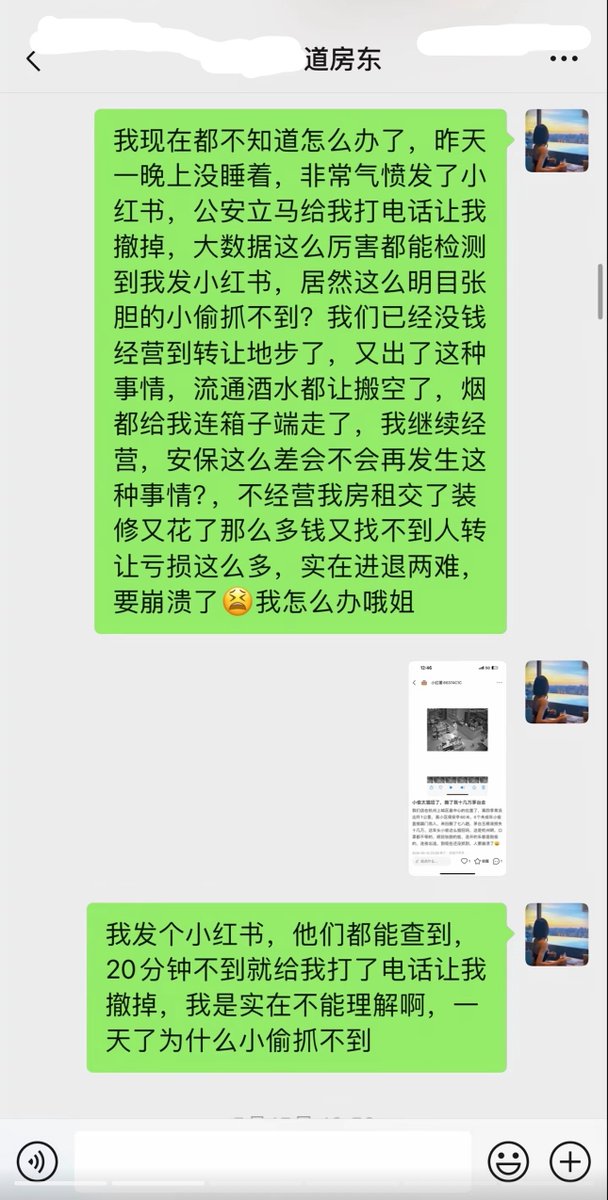 道房东
我现在都不知道怎么办了，昨天
一晚上没睡着，非常气愤发了小
红书，公安立马给我打电话让我
撤掉，大数据这么厉害都能检测
到我发小红书，居然这么明目张
胆的小偷抓不到？我们已经没钱
经营到转让地步了，又出了这种
事情，流通酒水都让搬空了，烟
都给我连箱子端走了，我继续经
营，安保这么差会不会再发生这
种事情?，不经营我房租交了装
修又花了那么多钱又找不到人转
让亏损这么多，实在进退两难，
要崩溃了😫我怎么办哦姐
12:46
小偷太猖狂了，搬了我十几万茅台酒
我发个小红书，他们都能查到，
20分钟不到就给我打了电话让我
撤掉，我是实在不能理解啊，一
天了为什么小偷抓不到